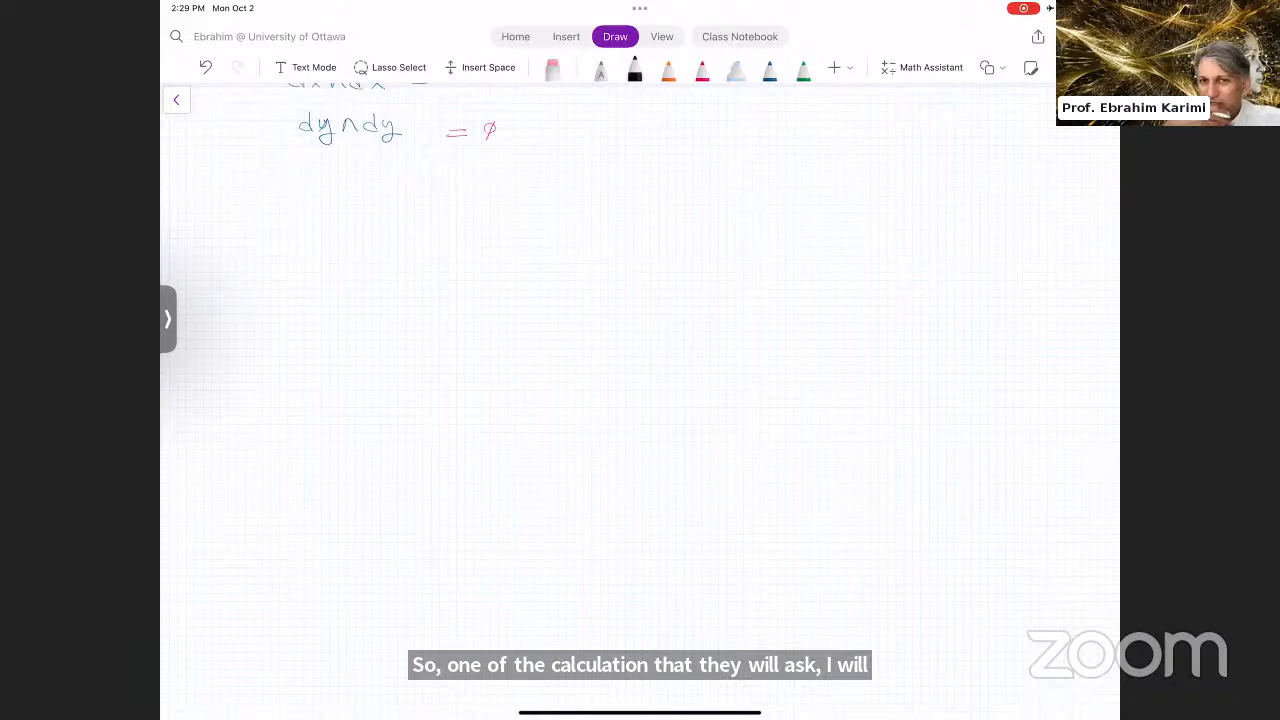 2:29 PM Mon Oct 2
Ebrahim @ University of Ottawa
Home Insert Draw View Class Notebook
Text Mode Lasso Select Insert Space A Math Assistant
Prof. Ebrahim Karimi
dy ∧ dy = ∅
So, one of the calculation that they will ask, I will
zoom